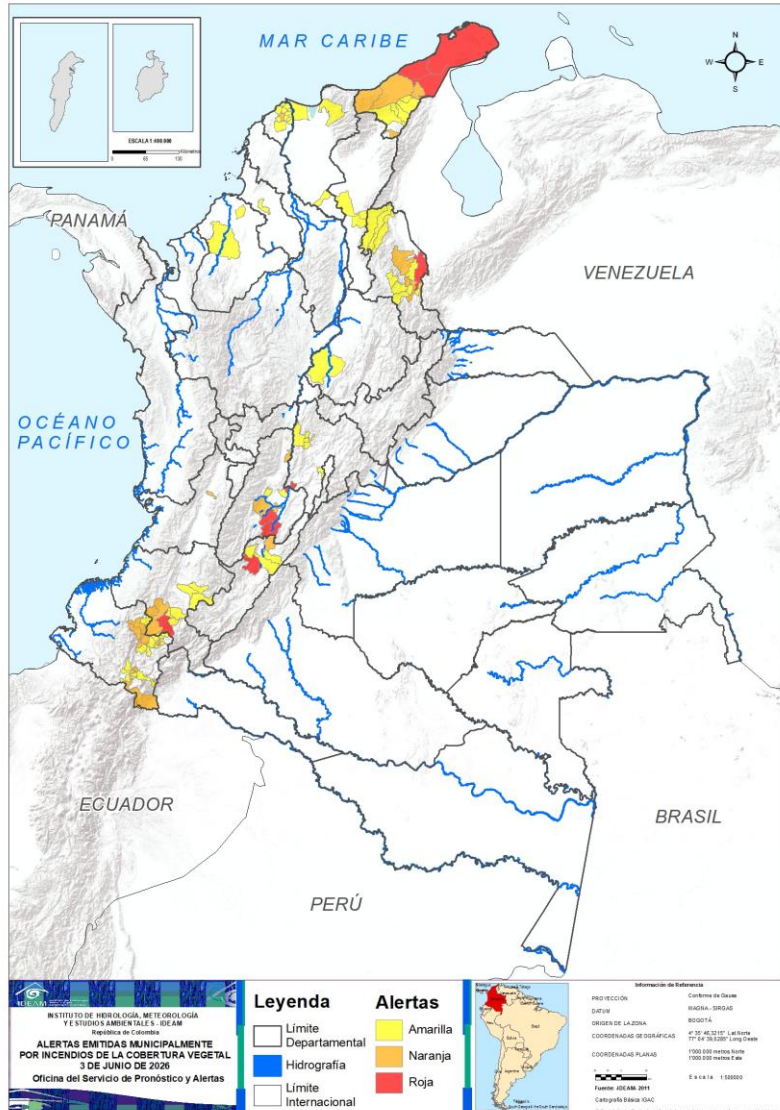 MAR CARIBE
N
W
E
S
ESCALA 1:400.000
PANAMÁ
VENEZUELA
OCÉANO
PACÍFICO
ECUADOR
BRASIL
PERÚ
IDEAM
INSTITUTO DE HIDROLOGÍA, METEOROLOGÍA
Y ESTUDIOS AMBIENTALES - IDEAM
República de Colombia
ALERTAS EMITIDAS MUNICIPALMENTE
POR INCENDIOS DE LA COBERTURA VEGETAL
3 DE JUNIO DE 2026
Oficina del Servicio de Pronóstico y Alertas
Leyenda
Límite
Departamental
Hidrografía
Límite
Internacional
Alertas
Amarilla
Naranja
Roja
Información de Referencia
PROYECCIÓN Conforme de Gauss
DATUM MAGNA - SIRGAS
ORIGEN DE LA ZONA BOGOTÁ
COORDENADAS GEOGRÁFICAS
COORDENADAS PLANAS 1'000.000 metros Norte
1'000.000 metros Este
Fuente: IDEAM. 2011
Cartografía Básica IGAC